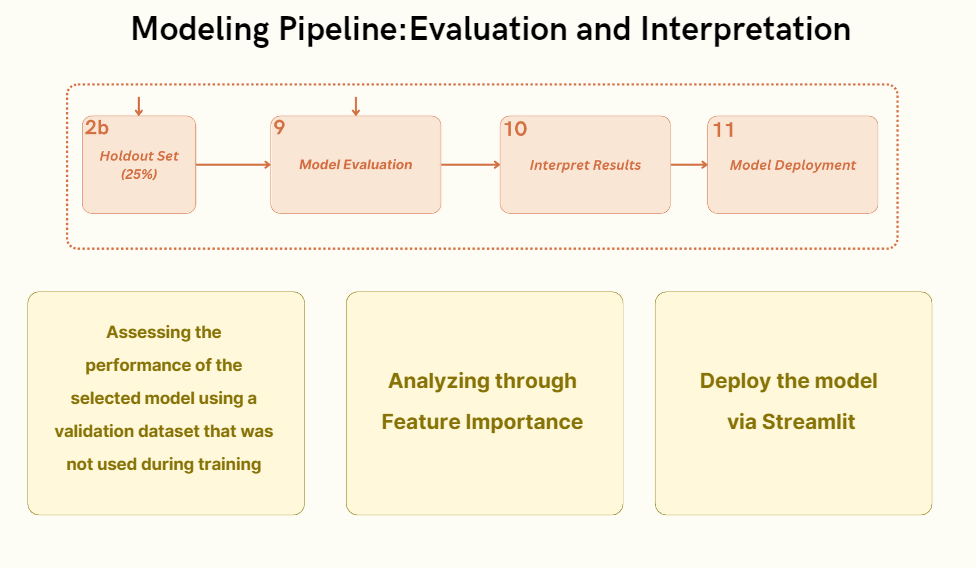 Modeling Pipeline:Evaluation and Interpretation
2b
Holdout Set
(25%)
9
Model Evaluation
10
Interpret Results
11
Model Deployment
Assessing the
performance of the
selected model using a
validation dataset that was
not used during training
Analyzing through
Feature Importance
Deploy the model
via Streamlit